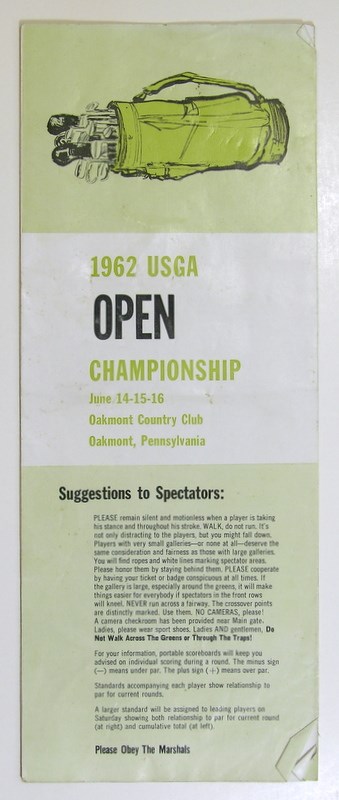 1962 USGA
OPEN
CHAMPIONSHIP
June 14-15-16
Oakmont Country Club
Oakmont, Pennsylvania
Suggestions to Spectators:
PLEASE remain silent and motionless when a player is taking
his stance and throughout his stroke. WALK, do not run. It's
not only distracting to the players, but you might fall down.
Players with very small galleries—or none at all—deserve the
same consideration and fairness as those with large galleries.
You will find ropes and white lines marking spectator areas.
Please honor them by staying behind them. PLEASE cooperate
by having your ticket or badge conspicuous at all times. If
the gallery is large, especially around the greens, it will make
things easier for everybody if spectators in the front rows
will kneel. NEVER run across a fairway. The crossover points
are distinctly marked. Use them. NO CAMERAS, please!
A camera checkroom has been provided near Main gate.
Ladies, please wear sport shoes. Ladies AND gentlemen, Do
Not Walk Across The Greens or Through The Traps!
For your information, portable scoreboards will keep you
advised on individual scoring during a round. The minus sign
(—) means under par. The plus sign (+) means over par.
Standards accompanying each player show relationship to
par for current rounds.
A larger standard will be assigned to leading players on
Saturday showing both relationship to par for current round
(at right) and cumulative total (at left).
Please Obey The Marshals